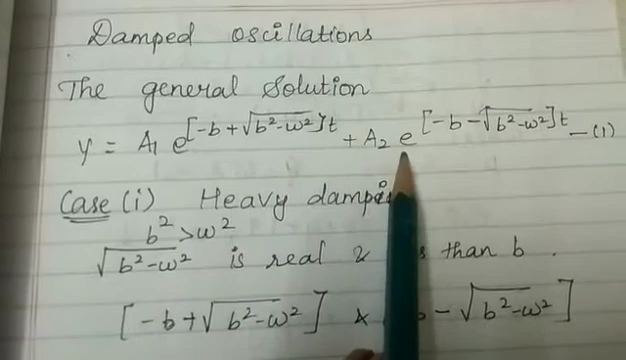 Damped oscillations
The general solution
y = A₁ e^[-b + √(b²-ω²)]t + A₂ e^[-b - √(b²-ω²)]t —(1)
Case (i) Heavy
b² > ω²
√(b²-ω²) is real & than b.
[-b + √(b²-ω²)] & - √(b²-ω²)]